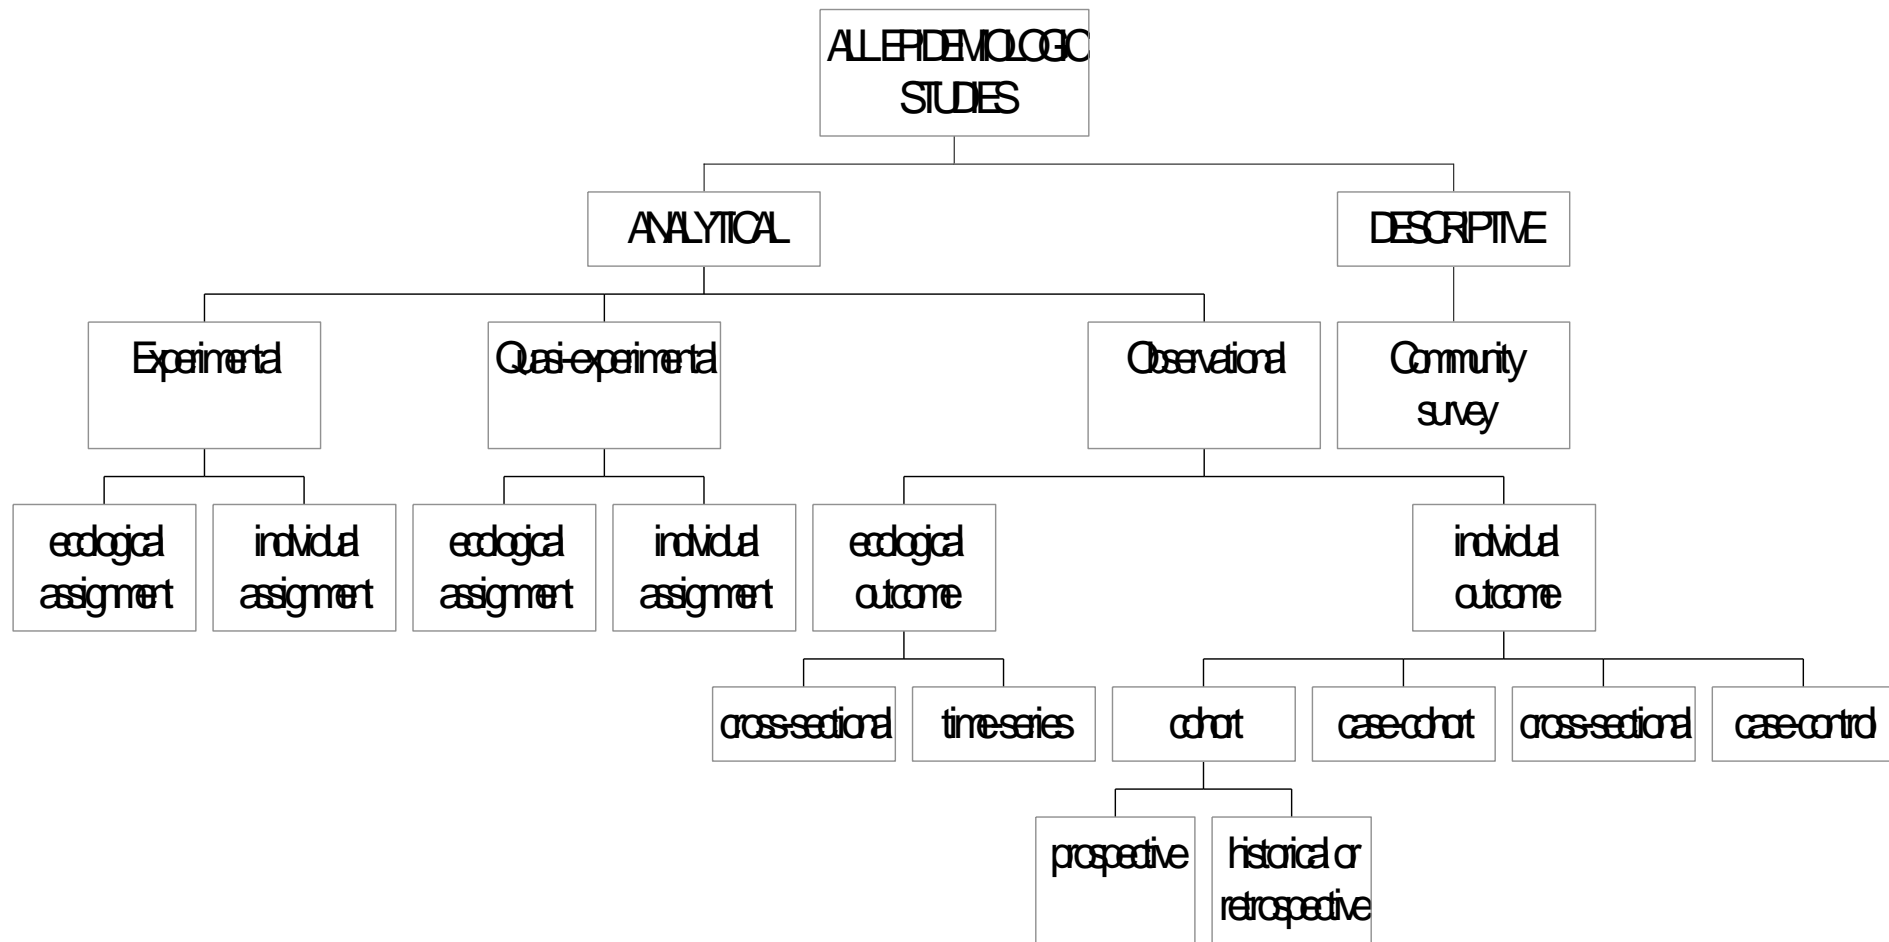 ALL EPIDEMIOLOGIC
STUDIES
ANALYTICAL
DESCRIPTIVE
Experimental
Quasi-experimental
Observational
Community
survey
ecological
assignment
individual
assignment
ecological
assignment
individual
assignment
ecological
outcome
individual
outcome
cross-sectional
time-series
cohort
case-cohort
cross-sectional
case-control
prospective
historical or
retrospective